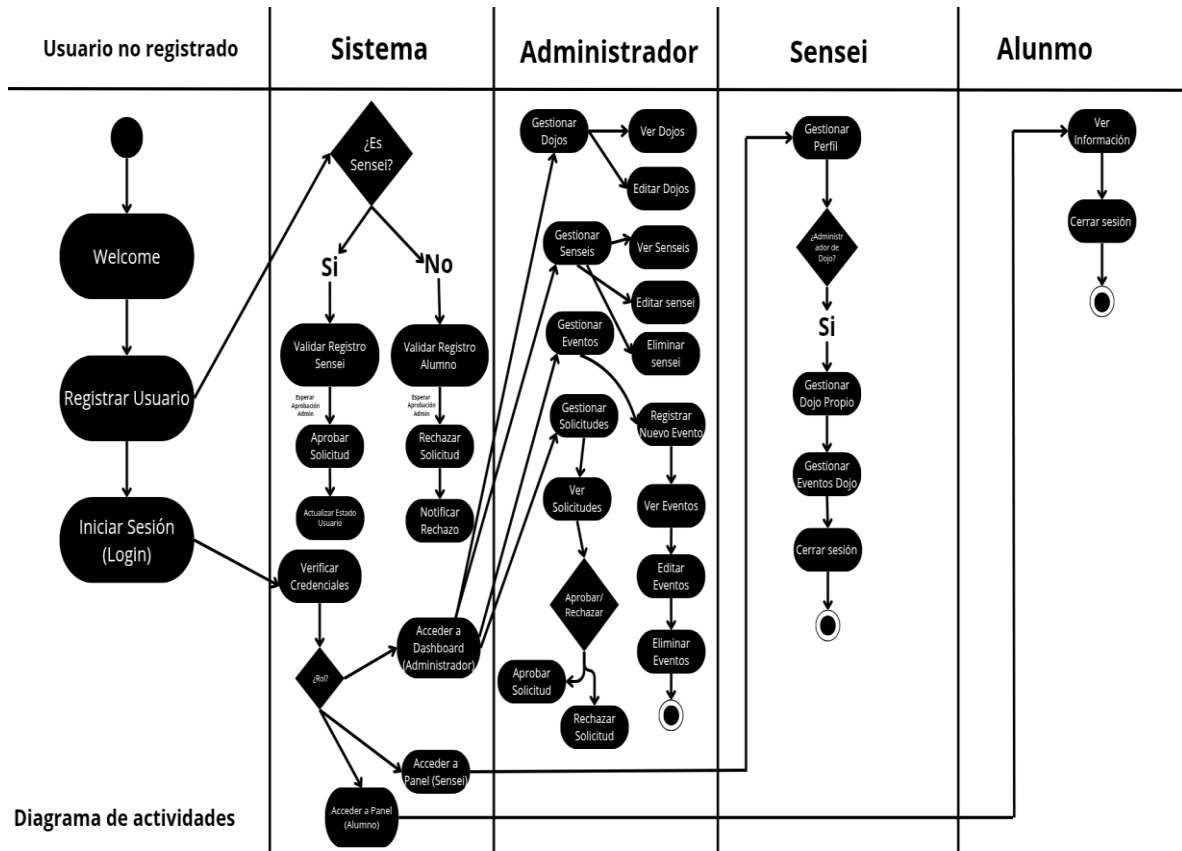 Usuario no registrado
Sistema
Administrador
Sensei
Alunmo
Welcome
Registrar Usuario
Iniciar Sesión
(Login)
¿Es
Sensei?
Si
No
Validar Registro
Sensei
Validar Registro
Alumno
Esperar
Aprobación
Admin
Esperar
Aprobación
Admin
Aprobar
Solicitud
Rechazar
Solicitud
Actualizar Estado
Usuario
Notificar
Rechazo
Verificar
Credenciales
¿Rol?
Acceder a
Dashboard
(Administrador)
Acceder a
Panel (Sensei)
Acceder a Panel
(Alumno)
Gestionar
Dojos
Ver Dojos
Editar Dojos
Gestionar
Senseis
Ver Senseis
Editar sensei
Eliminar
sensei
Gestionar
Eventos
Gestionar
Solicitudes
Registrar
Nuevo Evento
Ver
Solicitudes
Ver Eventos
Aprobar/
Rechazar
Editar
Eventos
Eliminar
Eventos
Aprobar
Solicitud
Rechazar
Solicitud
Gestionar
Perfil
¿Administr
ador de
Dojo?
Si
Gestionar
Dojo Propio
Gestionar
Eventos Dojo
Cerrar sesión
Ver
Información
Cerrar sesión
Diagrama de actividades